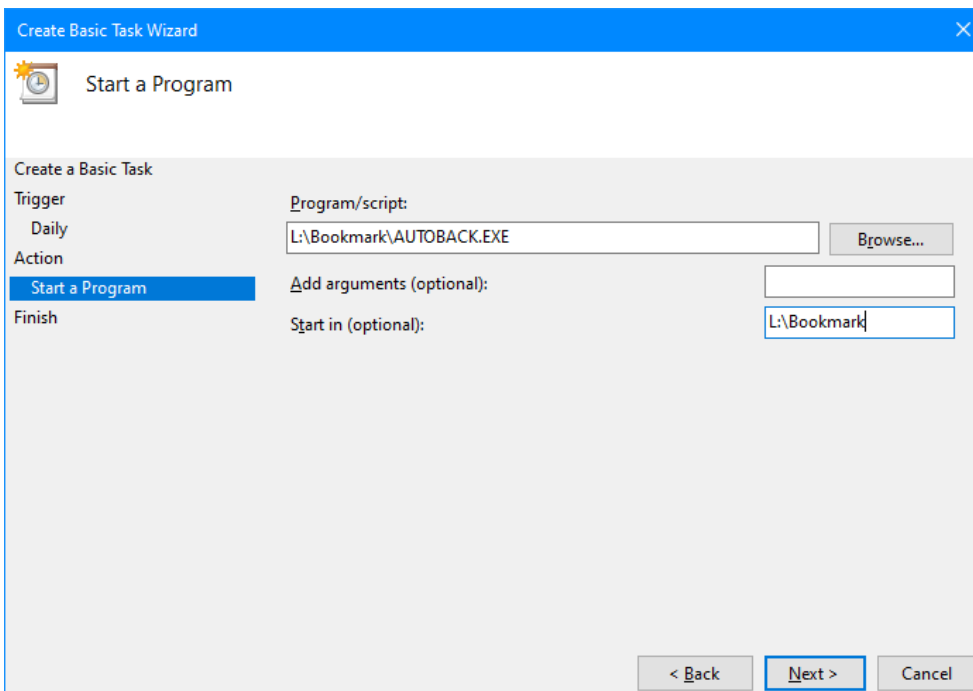 Create Basic Task Wizard
Start a Program
Create a Basic Task
Trigger
Daily
Action
Start a Program
Finish
Program/script:
L:\Bookmark\AUTOBACK.EXE
Browse...
Add arguments (optional):
Start in (optional):
L:\Bookmark
< Back
Next >
Cancel